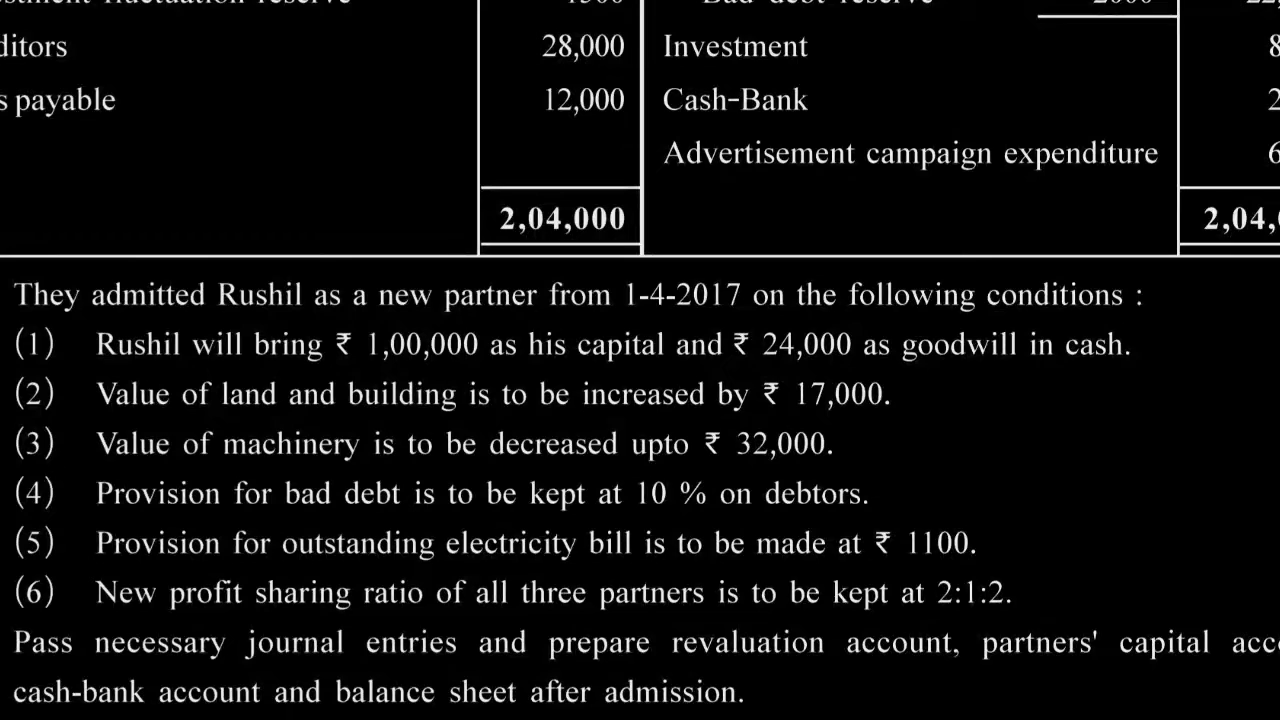 ditors 28,000 Investment 8
s payable 12,000 Cash-Bank 2
Advertisement campaign expenditure 6
2,04,000 2,04,
They admitted Rushil as a new partner from 1-4-2017 on the following conditions :
(1) Rushil will bring ₹ 1,00,000 as his capital and ₹ 24,000 as goodwill in cash.
(2) Value of land and building is to be increased by ₹ 17,000.
(3) Value of machinery is to be decreased upto ₹ 32,000.
(4) Provision for bad debt is to be kept at 10 % on debtors.
(5) Provision for outstanding electricity bill is to be made at ₹ 1100.
(6) New profit sharing ratio of all three partners is to be kept at 2:1:2.
Pass necessary journal entries and prepare revaluation account, partners' capital acc
cash-bank account and balance sheet after admission.